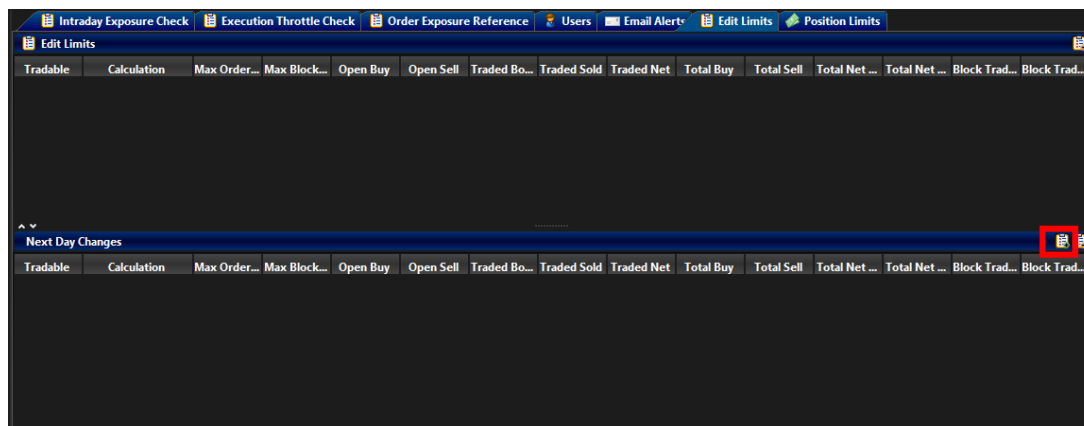 Intraday Exposure Check Execution Throttle Check Order Exposure Reference Users Email Alerts Edit Limits Position Limits
Edit Limits
Tradable Calculation Max Order... Max Block... Open Buy Open Sell Traded Bo... Traded Sold Traded Net Total Buy Total Sell Total Net ... Total Net ... Block Trad... Block Trad...
Next Day Changes
Tradable Calculation Max Order... Max Block... Open Buy Open Sell Traded Bo... Traded Sold Traded Net Total Buy Total Sell Total Net ... Total Net ... Block Trad... Block Trad...